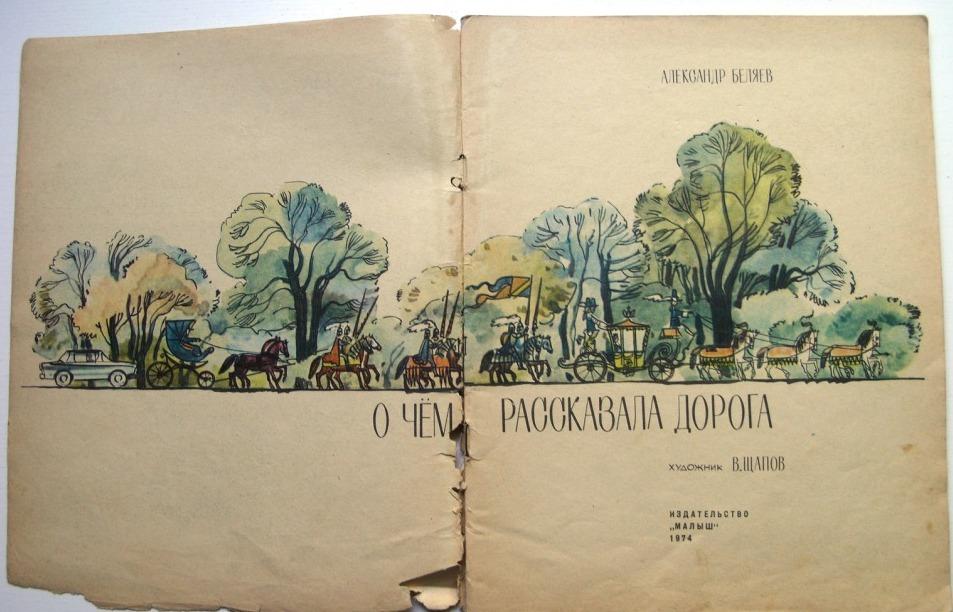 АЛЕКСАНДР БЕЛЯЕВ
О ЧЁМ РАССКАЗАЛА ДОРОГА
ХУДОЖНИК В.ЩАПОВ
ИЗДАТЕЛЬСТВО
„МАЛЫШ“
1974